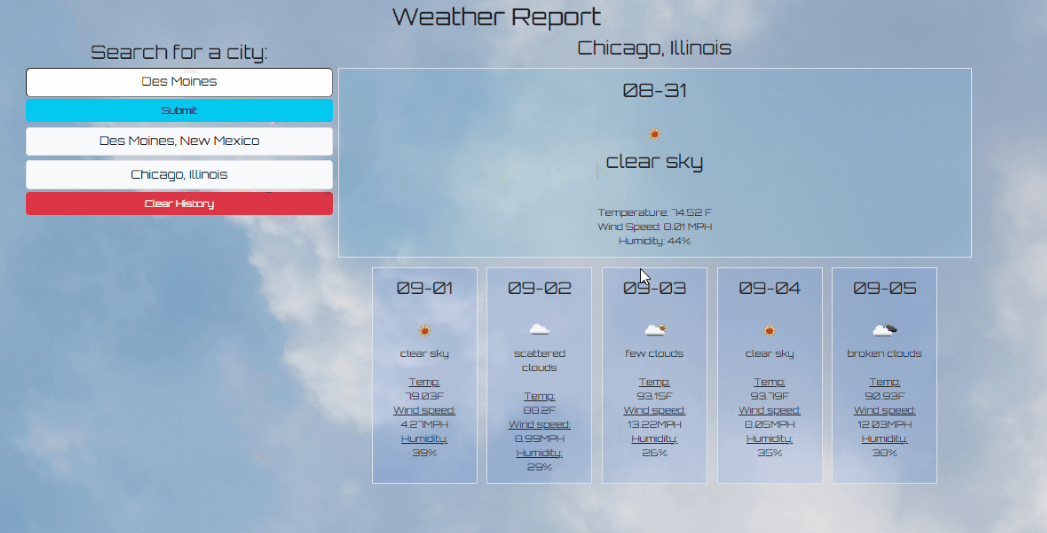 Weather Report
Search for a city:
Des Moines
Submit
Des Moines, New Mexico
Chicago, Illinois
Clear History
Chicago, Illinois
08-31
clear sky
Temperature: 74.52 F
Wind Speed: 8.01 MPH
Humidity: 44%
09-01
clear sky
Temp:
79.03F
Wind speed:
4.27MPH
Humidity:
39%
09-02
scattered
clouds
Temp:
88.2F
Wind speed:
8.99MPH
Humidity:
29%
09-03
few clouds
Temp:
93.15F
Wind speed:
13.22MPH
Humidity:
26%
09-04
clear sky
Temp:
93.79F
Wind speed:
8.05MPH
Humidity:
35%
09-05
broken clouds
Temp:
90.93F
Wind speed:
12.03MPH
Humidity:
38%